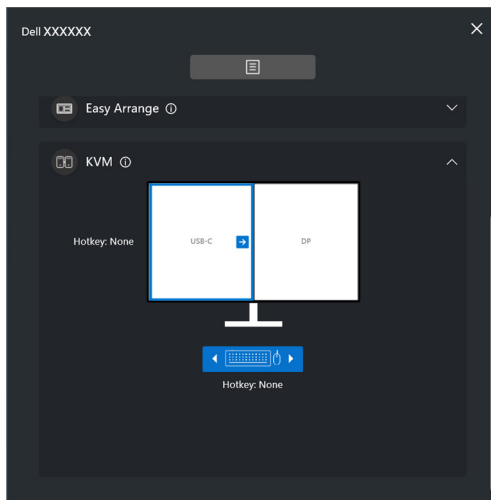 Dell XXXXXX
Easy Arrange
KVM
Hotkey: None
USB-C
DP
Hotkey: None